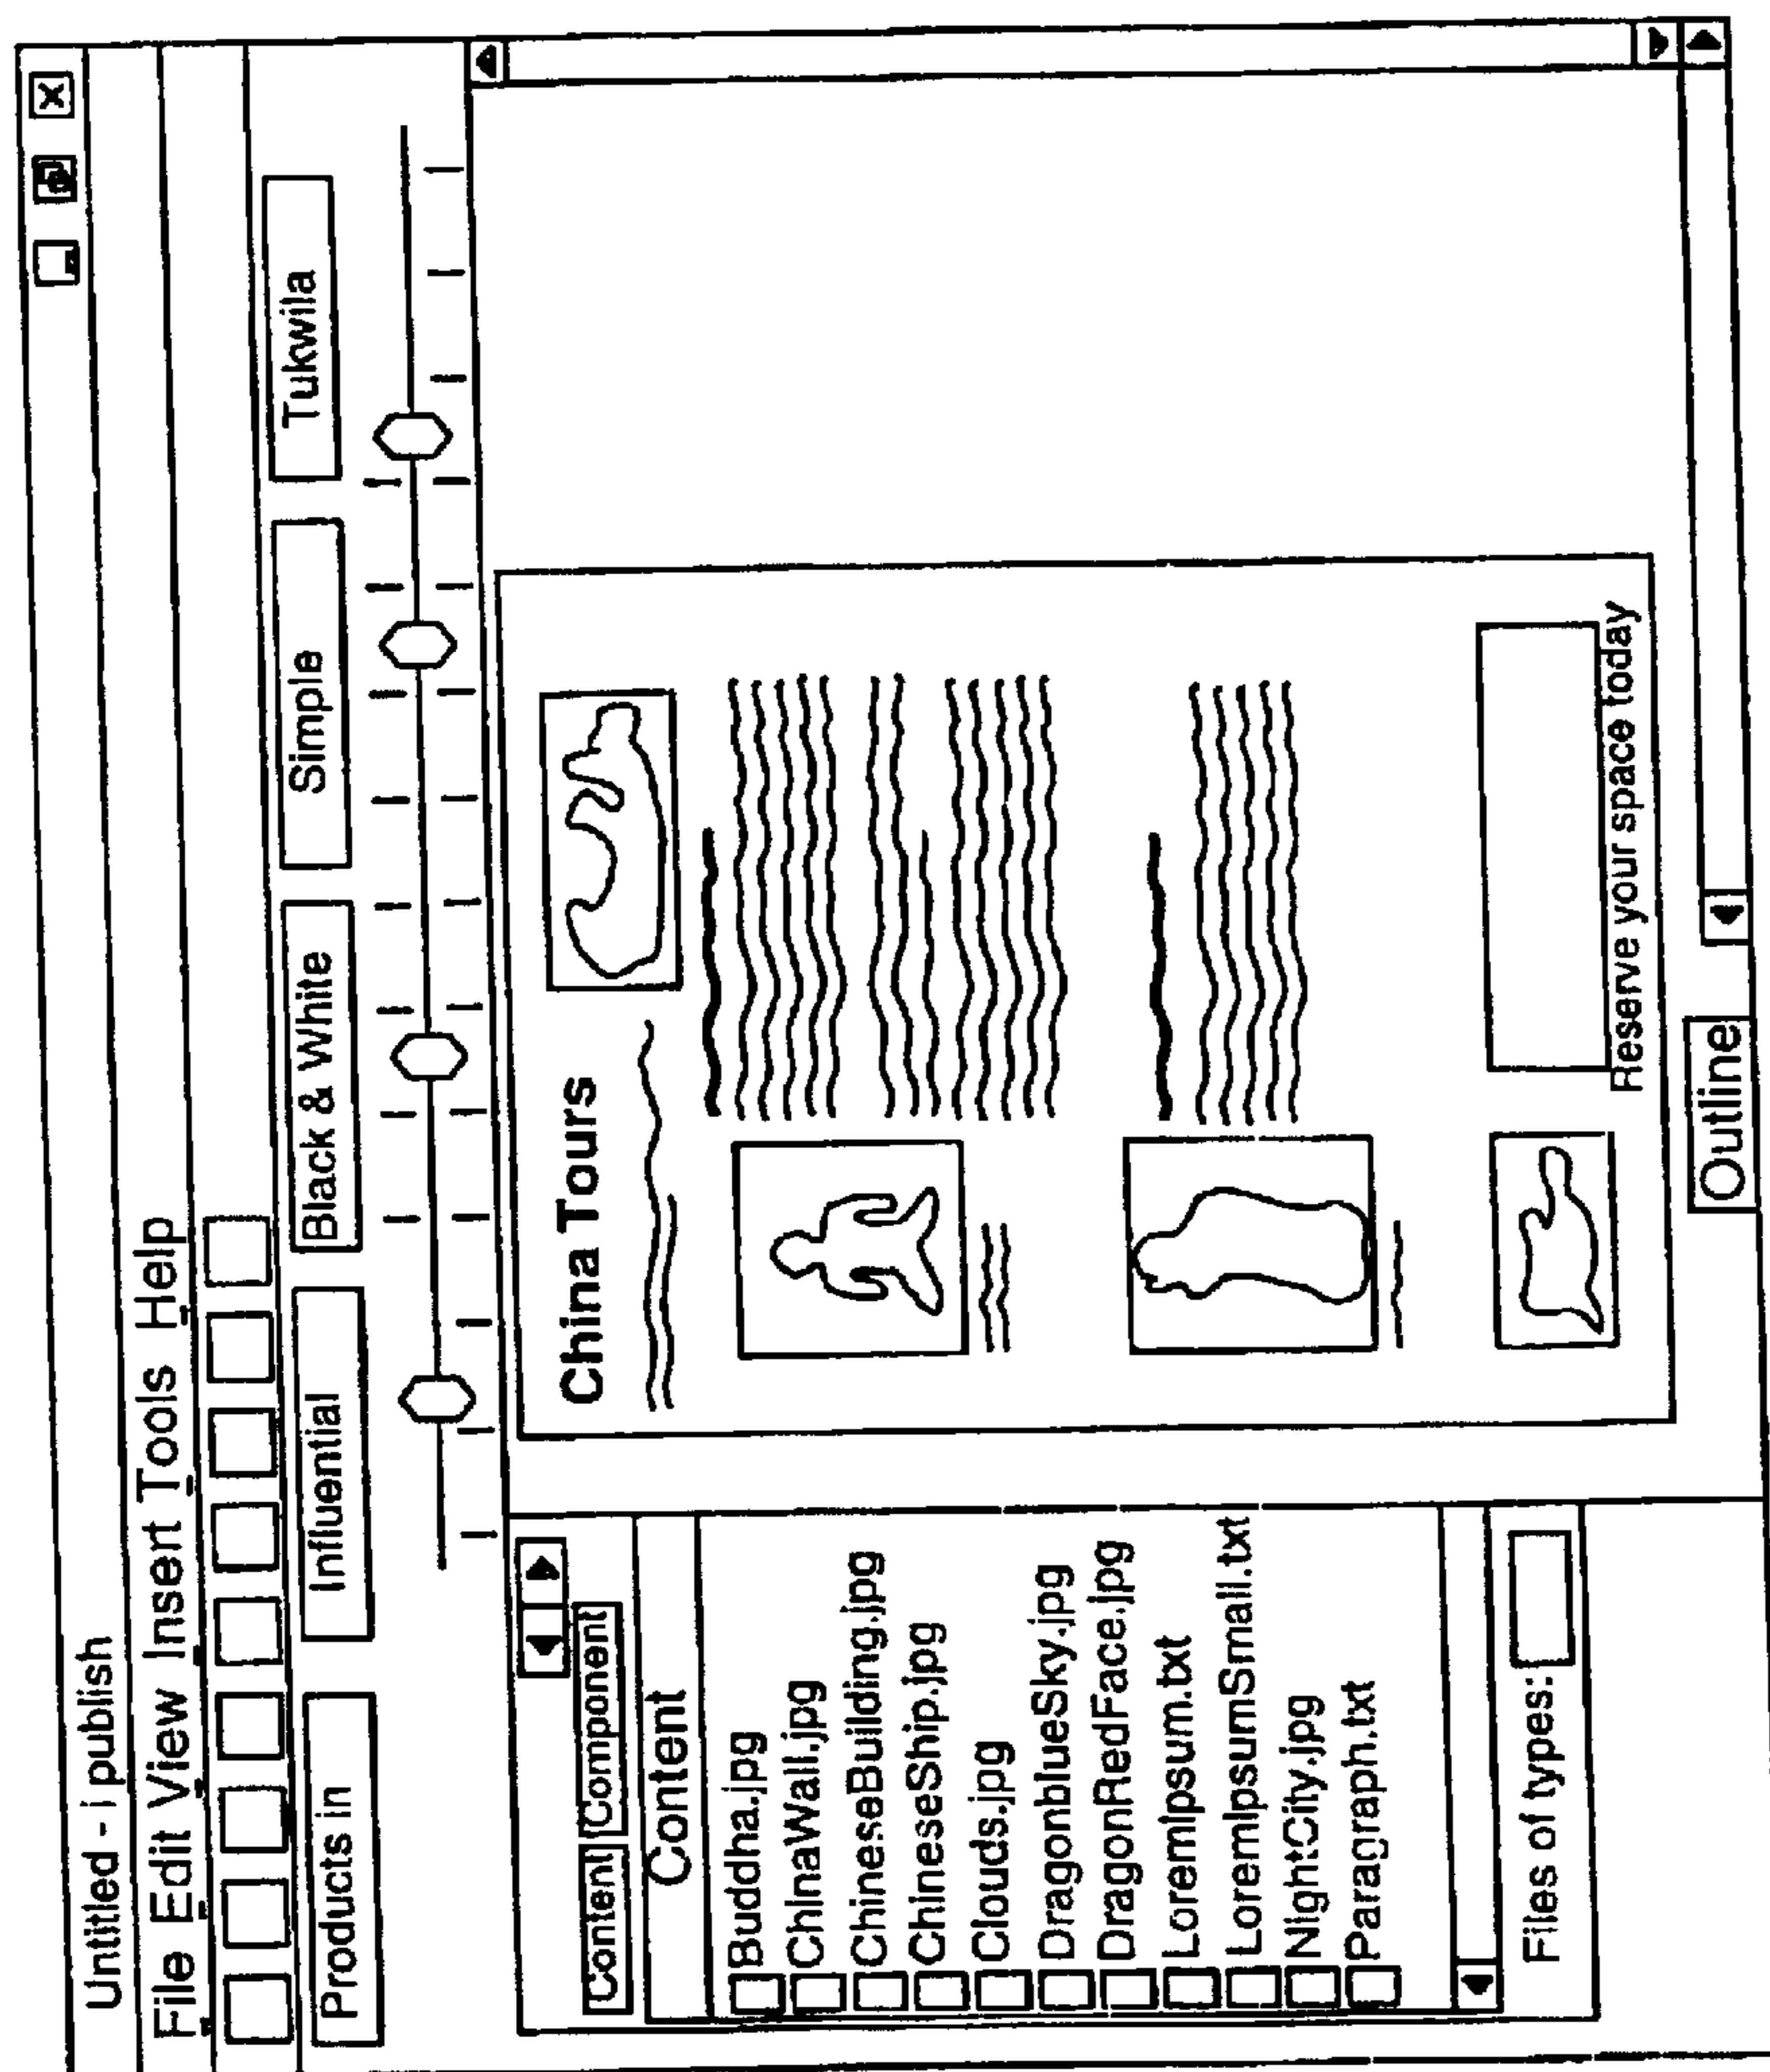 Untitled - i publish
File Edit View Insert Tools Help
Products in Influential Black & White Simple Tukwila
Content Component
Content
Buddha.jpg
ChinaWall.jpg
ChineseBuilding.jpg
ChineseShip.jpg
Clouds.jpg
DragonblueSky.jpg
DragonRedFace.jpg
LoremIpsum.txt
LoremIpsumSmall.txt
NightCity.jpg
Paragraph.txt
Files of types:
China Tours
Reserve your space today
Outline